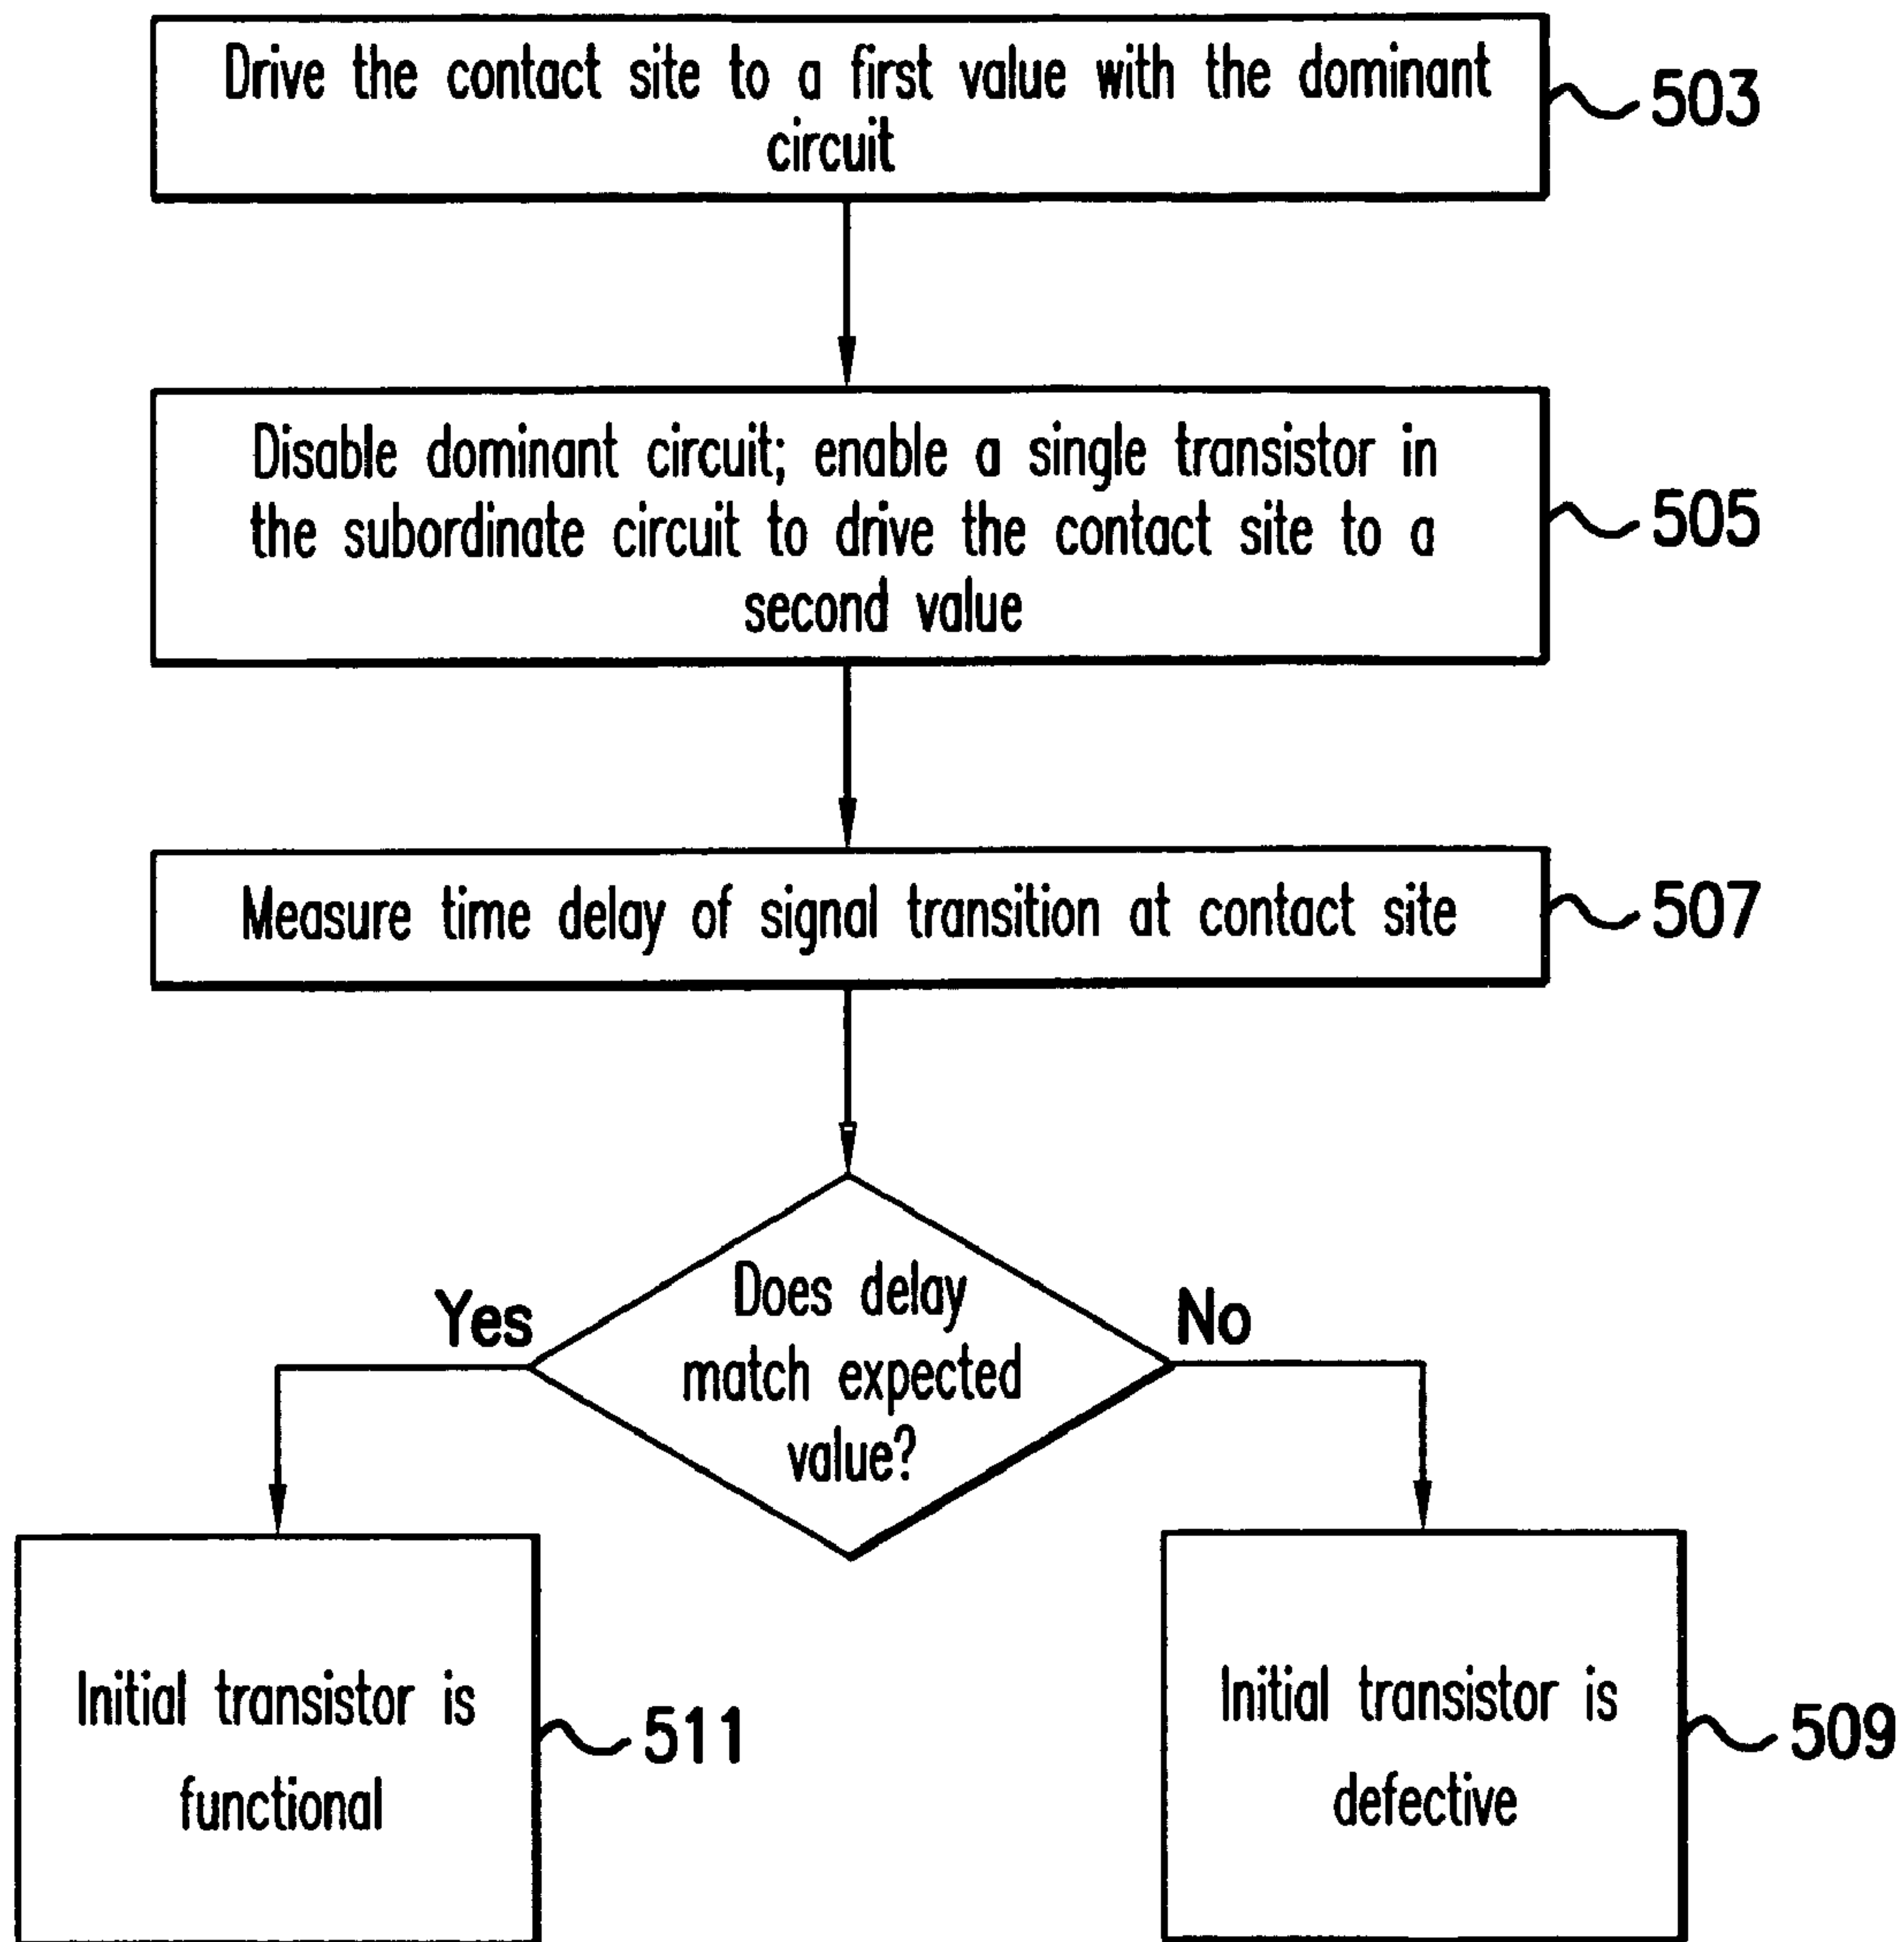 Drive the contact site to a first value with the dominant
circuit
503
Disable dominant circuit; enable a single transistor in
the subordinate circuit to drive the contact site to a
second value
505
Measure time delay of signal transition at contact site
507
Does delay
match expected
value?
Yes
No
Initial transistor is
functional
511
Initial transistor is
defective
509